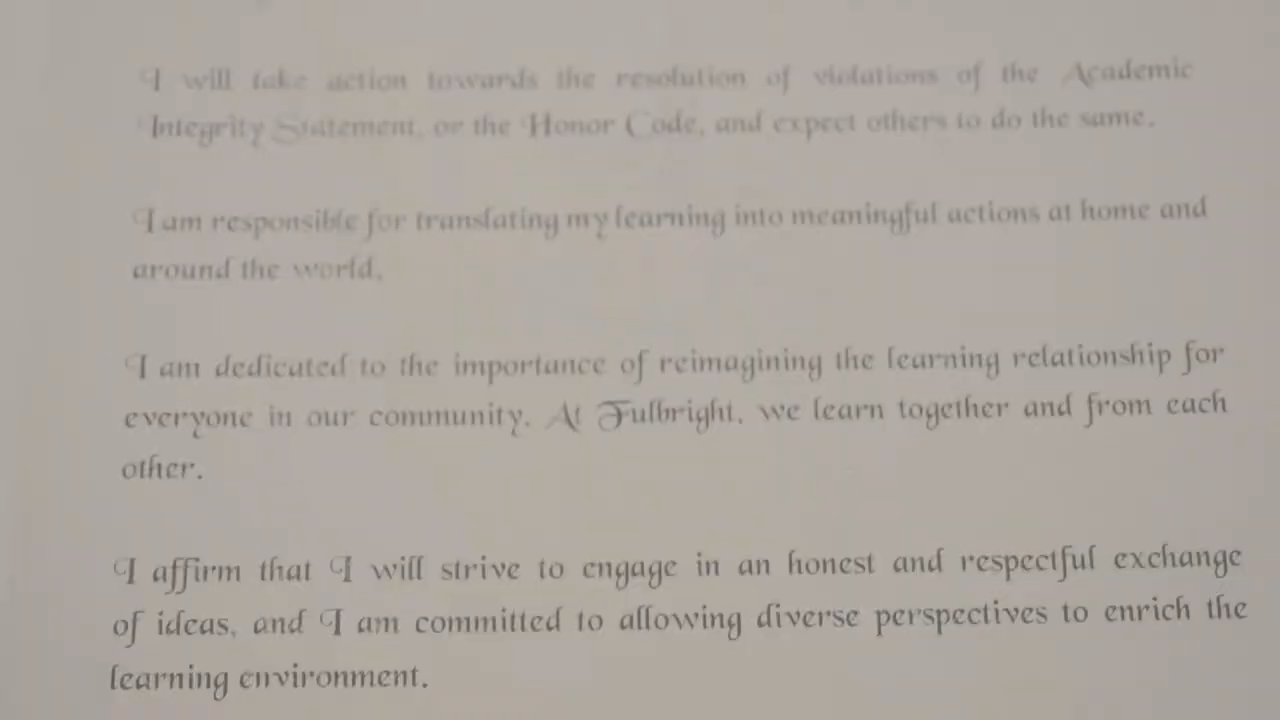 I will take action towards the resolution of violations of the Academic
Integrity Statement, or the Honor Code, and expect others to do the same.
I am responsible for translating my learning into meaningful actions at home and
around the world.
I am dedicated to the importance of reimagining the learning relationship for
everyone in our community. At Fulbright, we learn together and from each
other.
I affirm that I will strive to engage in an honest and respectful exchange
of ideas, and I am committed to allowing diverse perspectives to enrich the
learning environment.